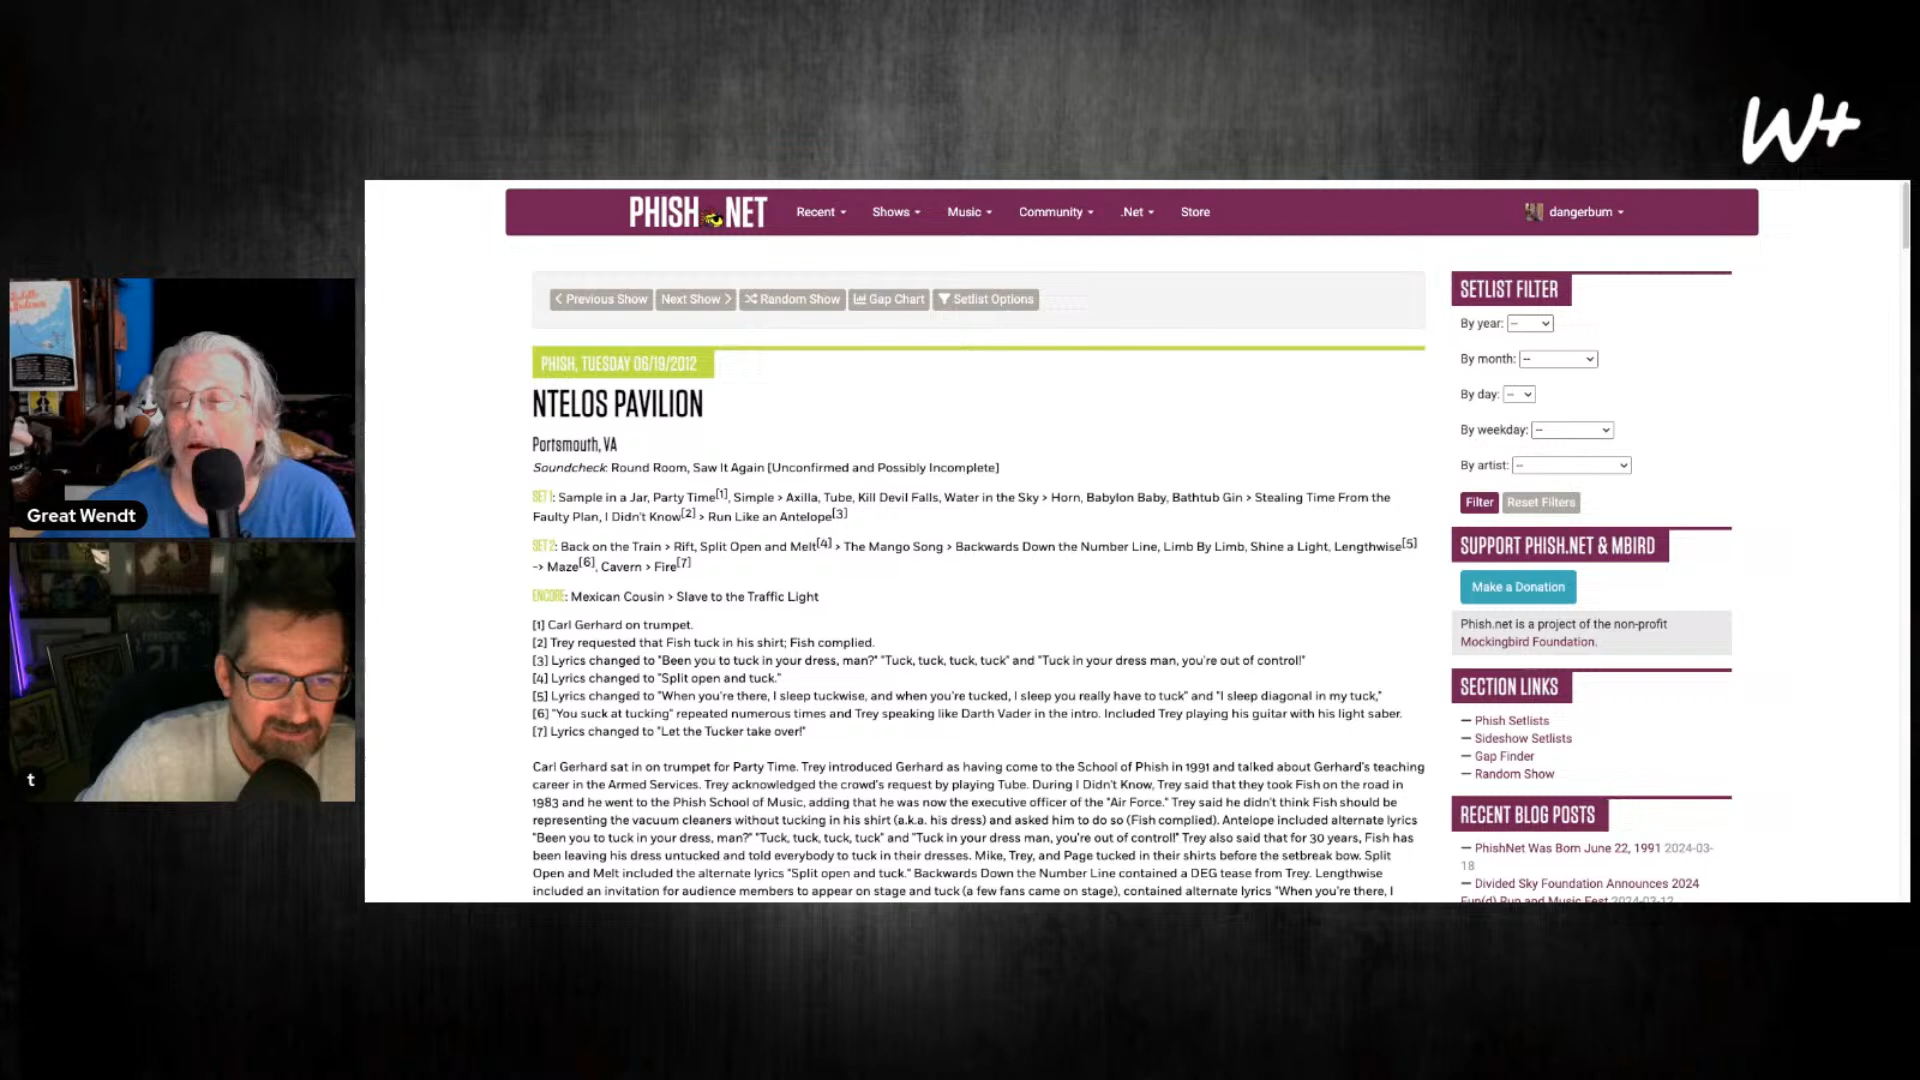 W+
PHISH NET
Recent
Shows
Music
Community
.Net
Store
dangerbum
Previous Show
Next Show
Random Show
Gap Chart
Setlist Options
PHISH, TUESDAY 06/19/2012
NTELOS PAVILION
Portsmouth, VA
Soundcheck: Round Room, Saw It Again [Unconfirmed and Possibly Incomplete]
SET 1: Sample in a Jar, Party Time[1], Simple > Axilla, Tube, Kill Devil Falls, Water in the Sky > Horn, Babylon Baby, Bathtub Gin > Stealing Time From the
Faulty Plan, I Didn't Know[2] > Run Like an Antelope[3]
SET 2: Back on the Train > Rift, Split Open and Melt[4] > The Mango Song > Backwards Down the Number Line, Limb By Limb, Shine a Light, Lengthwise[5]
-> Maze[6], Cavern > Fire[7]
ENCORE: Mexican Cousin > Slave to the Traffic Light
[1] Carl Gerhard on trumpet.
[2] Trey requested that Fish tuck in his shirt; Fish complied.
[3] Lyrics changed to "Been you to tuck in your dress, man?" "Tuck, tuck, tuck, tuck" and "Tuck in your dress man, you're out of control!"
[4] Lyrics changed to "Split open and tuck."
[5] Lyrics changed to "When you're there, I sleep tuckwise, and when you're tucked, I sleep you really have to tuck" and "I sleep diagonal in my tuck,"
[6] "You suck at tucking" repeated numerous times and Trey speaking like Darth Vader in the intro. Included Trey playing his guitar with his light saber.
[7] Lyrics changed to "Let the Tucker take over!"
Carl Gerhard sat in on trumpet for Party Time. Trey introduced Gerhard as having come to the School of Phish in 1991 and talked about Gerhard's teaching
career in the Armed Services. Trey acknowledged the crowd's request by playing Tube. During I Didn't Know, Trey said that they took Fish on the road in
1983 and he went to the Phish School of Music, adding that he was now the executive officer of the "Air Force." Trey said he didn't think Fish should be
representing the vacuum cleaners without tucking in his shirt (a.k.a. his dress) and asked him to do so (Fish complied). Antelope included alternate lyrics
"Been you to tuck in your dress, man?" "Tuck, tuck, tuck, tuck" and "Tuck in your dress man, you're out of control!" Trey also said that for 30 years, Fish has
been leaving his dress untucked and told everybody to tuck in their dresses. Mike, Trey, and Page tucked in their shirts before the setbreak bow. Split
Open and Melt included the alternate lyrics "Split open and tuck." Backwards Down the Number Line contained a DEG tease from Trey. Lengthwise
included an invitation for audience members to appear on stage and tuck (a few fans came on stage), contained alternate lyrics "When you're there, I
SETLIST FILTER
By year: --
By month: --
By day: --
By weekday: --
By artist: --
Filter
Reset Filters
SUPPORT PHISH.NET & MBIRD
Make a Donation
Phish.net is a project of the non-profit
Mockingbird Foundation.
SECTION LINKS
— Phish Setlists
— Sideshow Setlists
— Gap Finder
— Random Show
RECENT BLOG POSTS
— PhishNet Was Born June 22, 1991 2024-03-
18
— Divided Sky Foundation Announces 2024
Fun(d) Run and Music Fest 2024-03-12
Great Wendt
t